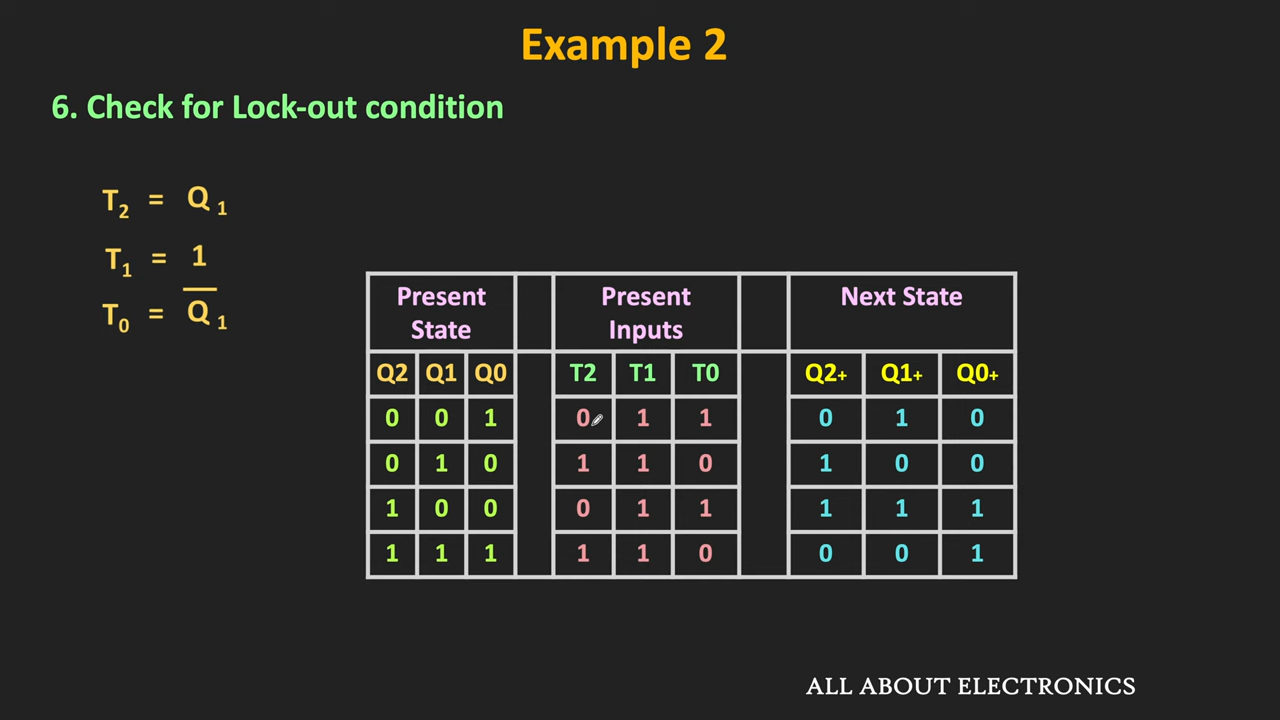 Example 2
6. Check for Lock-out condition
T2 = Q1
T1 = 1
T0 = Q̅1
Present State Present Inputs Next State
Q2 Q1 Q0 T2 T1 T0 Q2+ Q1+ Q0+
0 0 1 0 1 1 0 1 0
0 1 0 1 1 0 1 0 0
1 0 0 0 1 1 1 1 1
1 1 1 1 1 0 0 0 1
ALL ABOUT ELECTRONICS